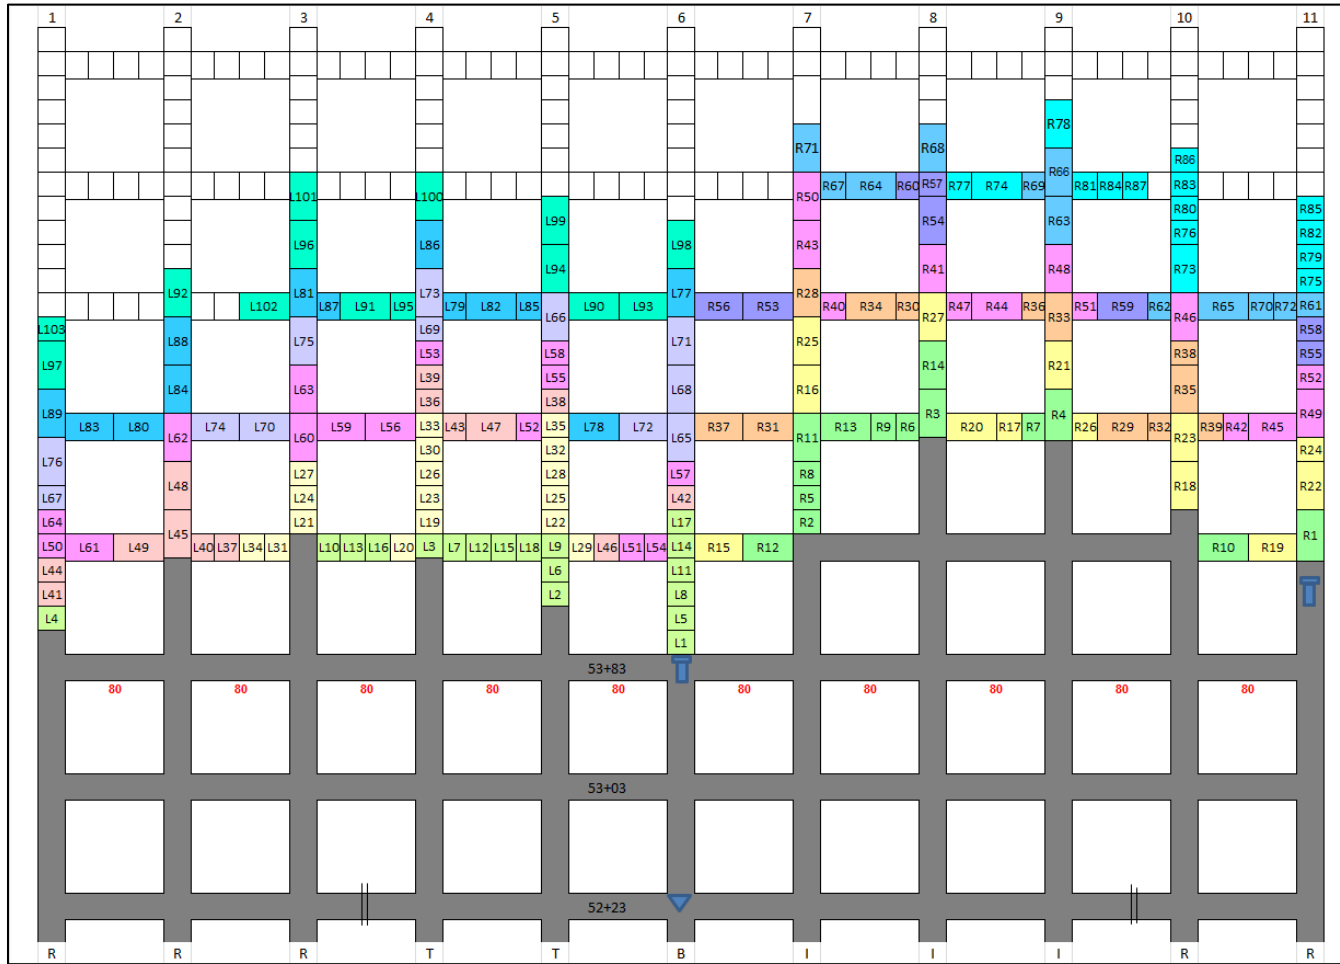 1 2 3 4 5 6 7 8 9 10 11
R78
R71 R68
R86
L101 L100 R50 R67 R64 R60 R57 R77 R74 R69 R66 R81 R84 R87 R83
L99 R54 R63 R80 R85
L96 L86 L98 R43 R76 R82
L94 R41 R48 R73 R79
L92 L81 L73 L77 R28 R75
L102 L87 L91 L95 L79 L82 L85 L66 L90 L93 R56 R53 R40 R34 R30 R27 R47 R44 R36 R33 R51 R59 R62 R46 R65 R70 R72 R61
L103 L88 L75 L69 L71 R25 R58
L97 L53 L58 R14 R21 R38 R55
L84 L63 L39 L55 L68 R16 R35 R52
L89 L36 L38 R3 R4 R49
L83 L80 L62 L74 L70 L60 L59 L56 L33 L43 L47 L52 L35 L78 L72 L65 R37 R31 R11 R13 R9 R6 R20 R17 R7 R26 R29 R32 R23 R39 R42 R45
L76 L30 L32 R24
L48 L27 L26 L28 L57 R8 R18 R22
L67 L24 L23 L25 L42 R5
L64 L45 L21 L19 L22 L17 R2 R1
L50 L61 L49 L40 L37 L34 L31 L10 L13 L16 L20 L3 L7 L12 L15 L18 L9 L29 L46 L51 L54 L14 R15 R12 R10 R19
L44 L6 L11
L41 L2 L8
L4 L5
L1
53+83
80 80 80 80 80 80 80 80 80 80
53+03
52+23
R R R T T B I I I R R